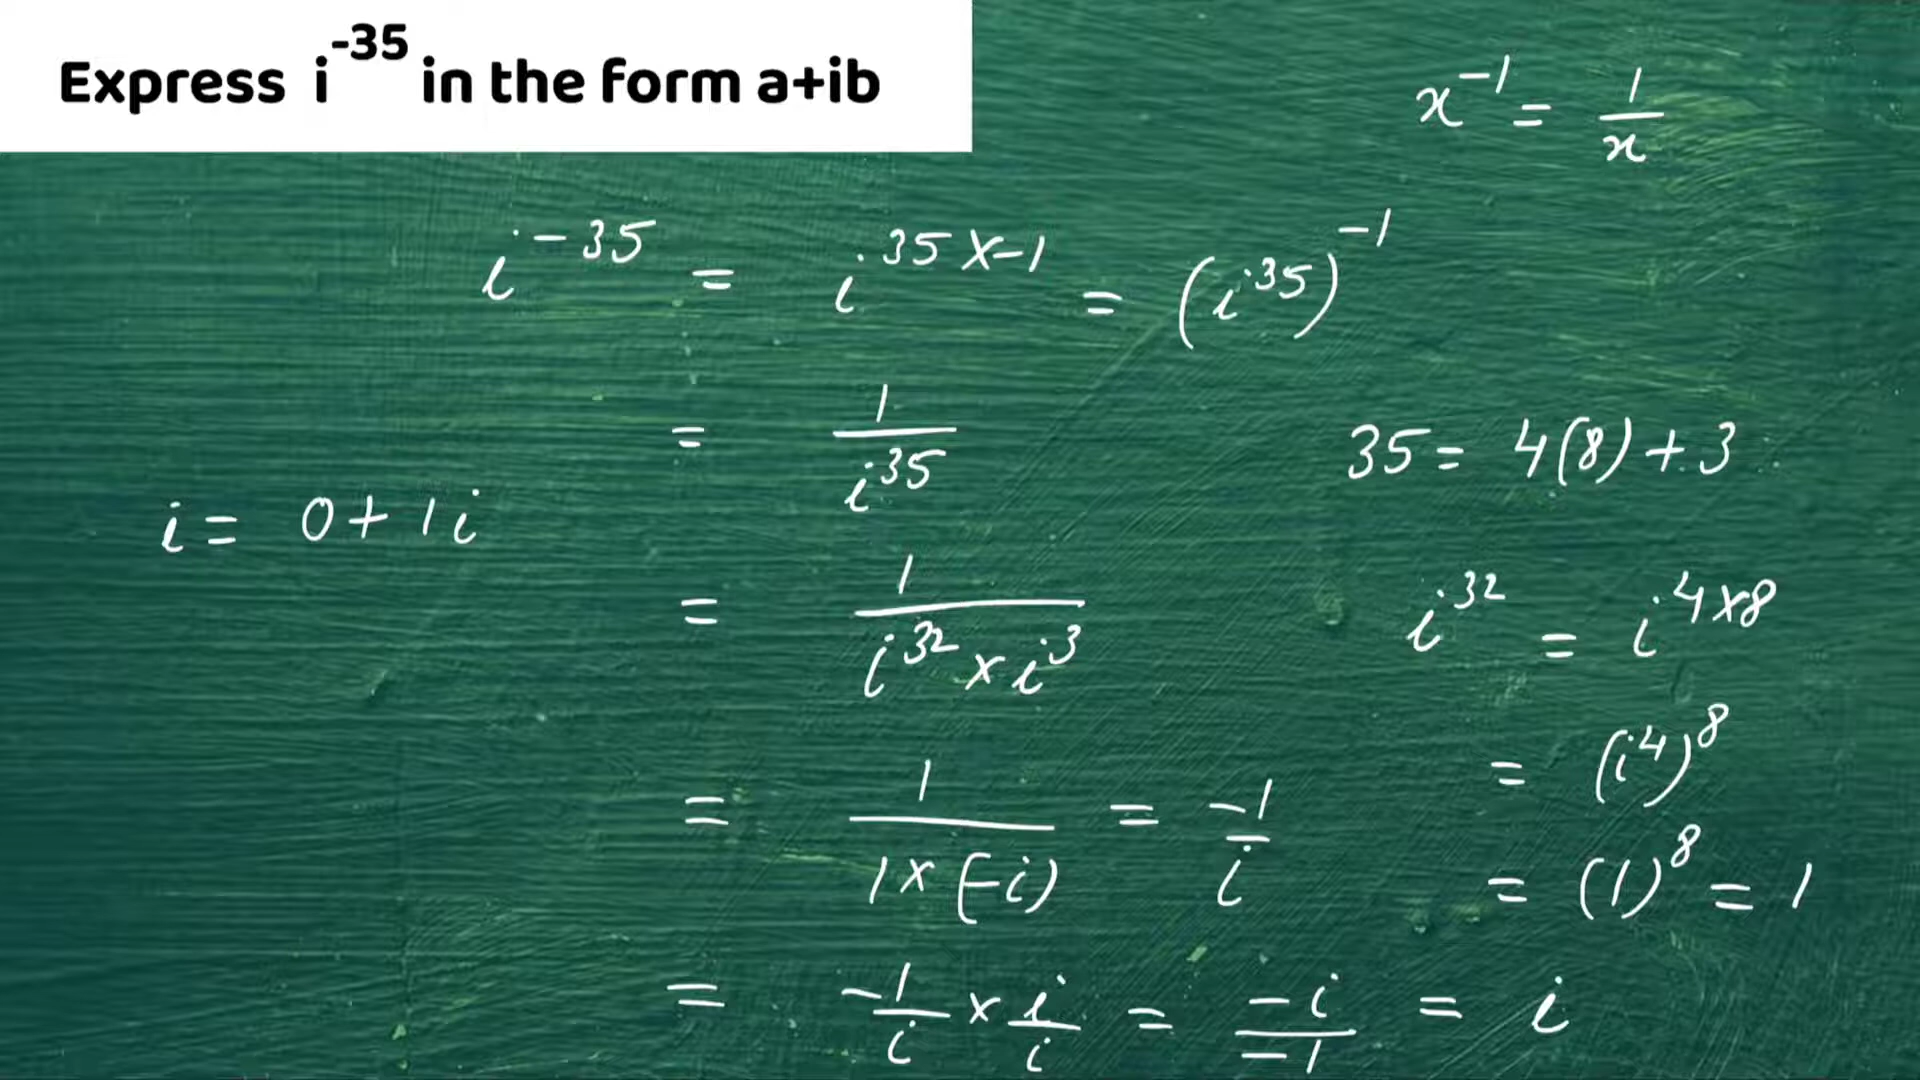 Express i^-35 in the form a+ib
x^-1 = 1/x
i^-35 = i^35×-1 = (i^35)^-1
= 1/i^35
35 = 4(8)+3
i = 0+1i
= 1/(i^32 × i^3)
i^32 = i^4×8
= (i^4)^8
= 1/(1×(-i)) = -1/i
= (1)^8 = 1
= -1/i × i/i = -i/-1 = i